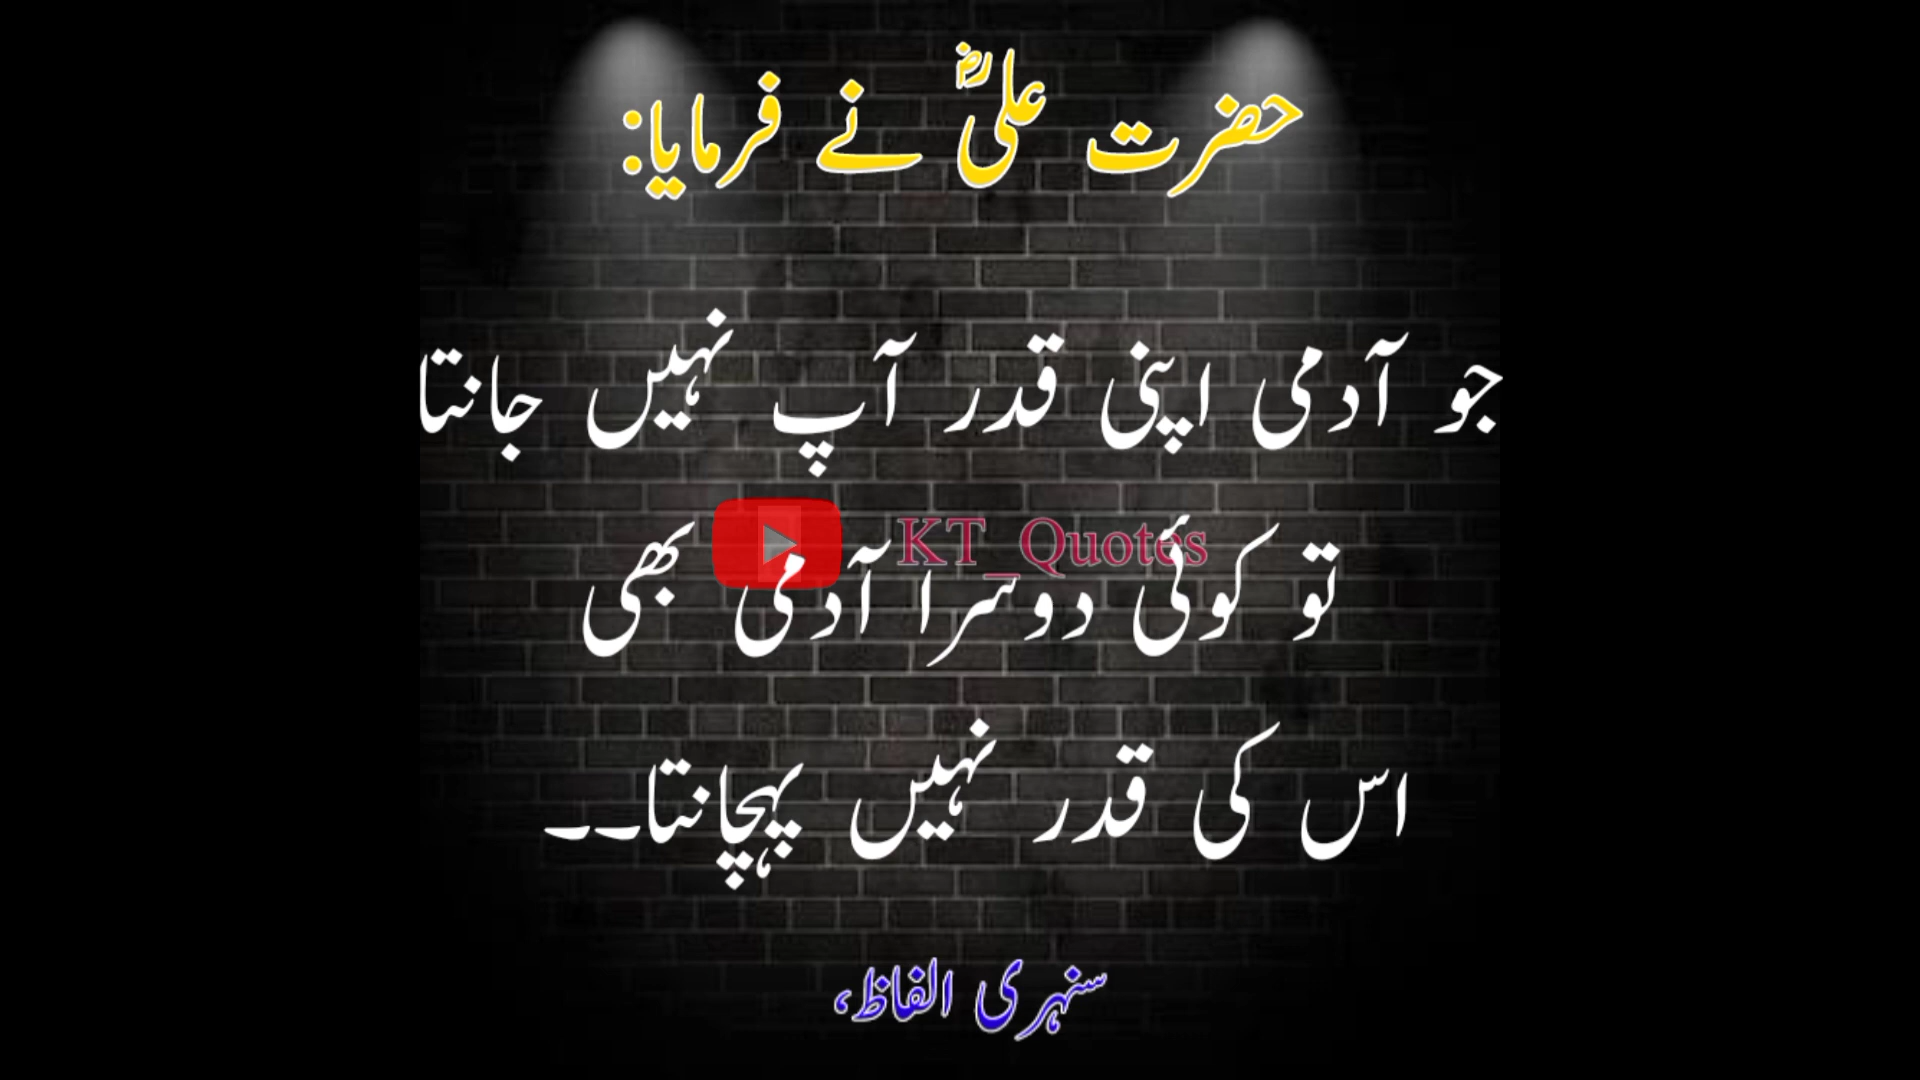 حضرت علیؓ نے فرمایا:
جو آدمی اپنی قدر آپ نہیں جانتا
KT_Quotes
تو کوئی دوسرا آدمی بھی
اس کی قدر نہیں پہچانتا۔۔
سنہری الفاظ،